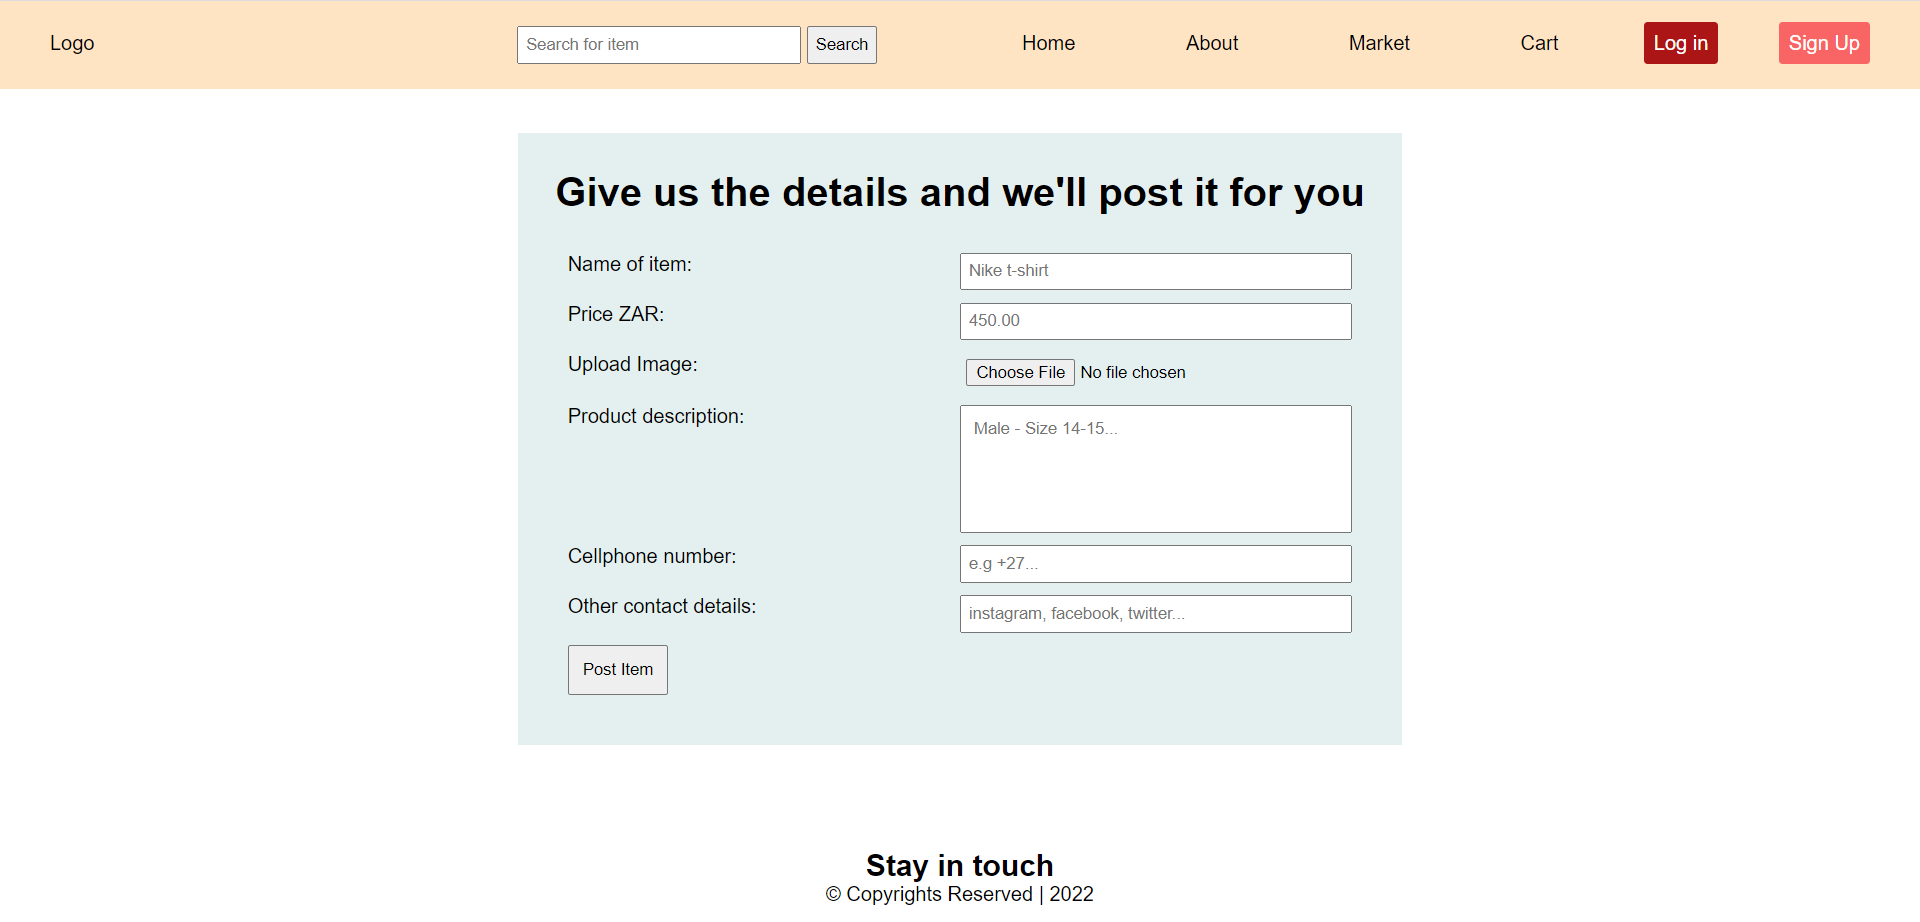 Logo Search for item Search Home About Market Cart Log in Sign Up
Give us the details and we'll post it for you
Name of item: Nike t-shirt
Price ZAR: 450.00
Upload Image: Choose File No file chosen
Product description: Male - Size 14-15...
Cellphone number: e.g +27...
Other contact details: instagram, facebook, twitter...
Post Item
Stay in touch
© Copyrights Reserved | 2022